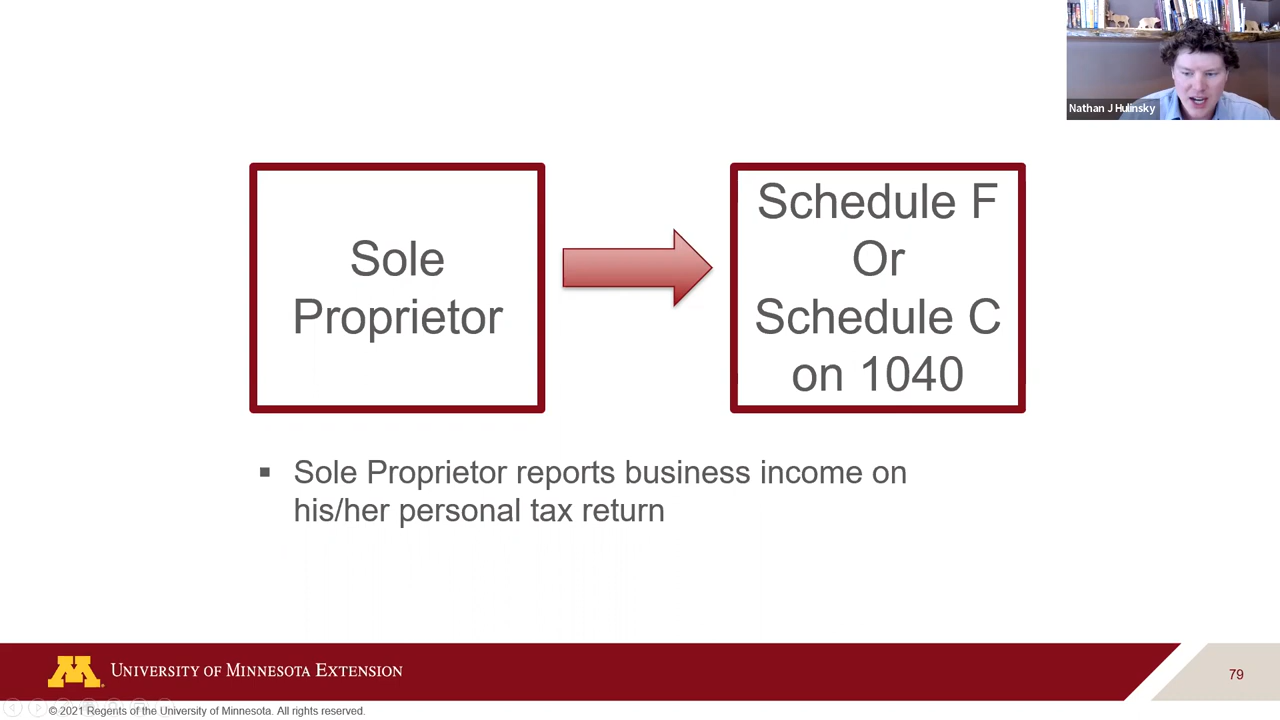 Nathan J Hulinsky
Sole
Proprietor
Schedule F
Or
Schedule C
on 1040
▪ Sole Proprietor reports business income on
his/her personal tax return
UNIVERSITY OF MINNESOTA EXTENSION
79
© 2021 Regents of the University of Minnesota. All rights reserved.